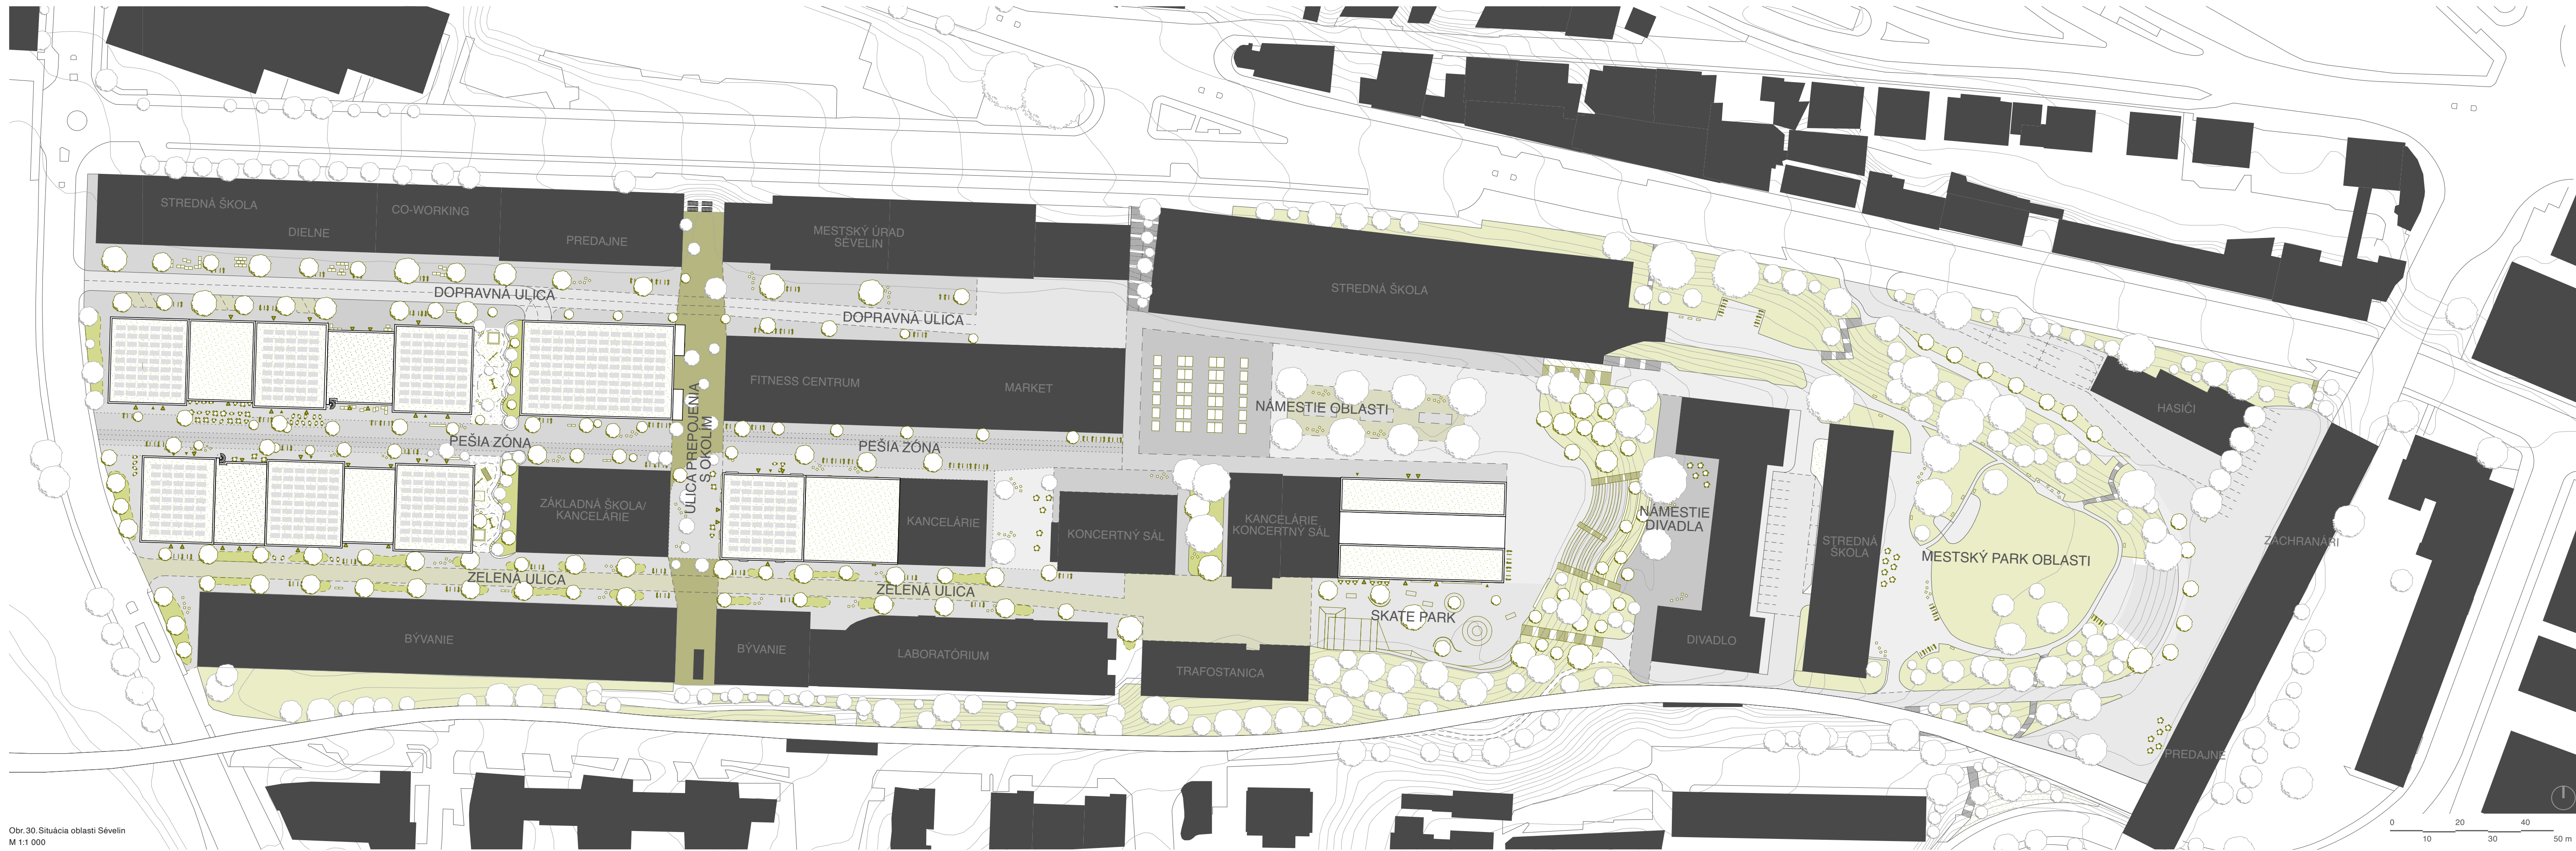 STREDNÁ ŠKOLA
CO-WORKING
DIELNE
PREDAJNE
MESTSKÝ ÚRAD
SÉVELIN
STREDNÁ ŠKOLA
DOPRAVNÁ ULICA
DOPRAVNÁ ULICA
FITNESS CENTRUM
MARKET
NÁMESTIE OBLASTI
HASIČI
PEŠIA ZÓNA
ULICA PREPOJENIA
S OKOLIM
PEŠIA ZÓNA
ZÁKLADNÁ ŠKOLA/
KANCELÁRIE
KANCELÁRIE
KONCERTNÝ SÁL
KANCELÁRIE
KONCERTNÝ SÁL
NÁMESTIE
DIVADLA
STREDNÁ
ŠKOLA
MESTSKÝ PARK OBLASTI
ZACHRANÁRI
ZELENÁ ULICA
ZELENÁ ULICA
SKATE PARK
BÝVANIE
BÝVANIE
LABORATÓRIUM
TRAFOSTANICA
DIVADLO
PREDAJNE
Obr. 30. Situácia oblasti Sévelin
M 1:1 000
0 20 40
10 30 50 m